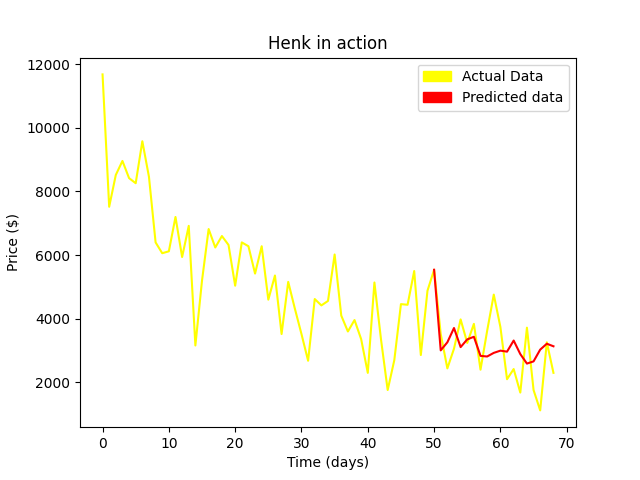 Henk in action
Actual Data
Predicted data
12000
10000
8000
6000
4000
2000
Price ($)
0 10 20 30 40 50 60 70
Time (days)